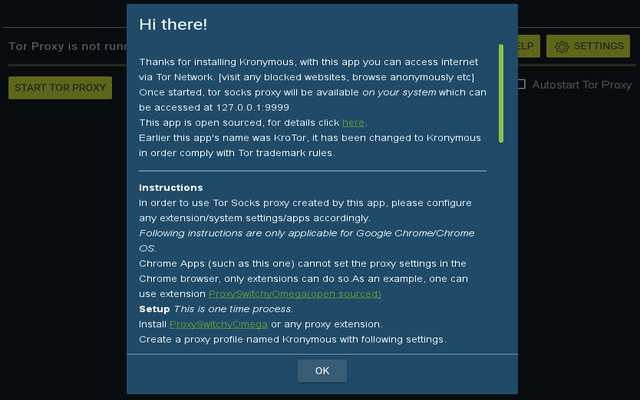 Hi there!
Tor Proxy is not runn
ELP
SETTINGS
START TOR PROXY
Autostart Tor Proxy
Thanks for installing Kronymous, with this app you can access internet
via Tor Network. [visit any blocked websites, browse anonymously etc]
Once started, tor socks proxy will be available on your system which can
be accessed at 127.0.0.1:9999
This app is open sourced, for details click here.
Earlier this app's name was KroTor, it has been changed to Kronymous
in order comply with Tor trademark rules.
Instructions
In order to use Tor Socks proxy created by this app, please configure
any extension/system settings/apps accordingly.
Following instructions are only applicable for Google Chrome/Chrome
OS.
Chrome Apps (such as this one) cannot set the proxy settings in the
Chrome browser, only extensions can do so.As an example, one can
use extension ProxySwitchyOmega(open sourced)
Setup This is one time process.
Install ProxySwitchyOmega or any proxy extension.
Create a proxy profile named Kronymous with following settings.
OK